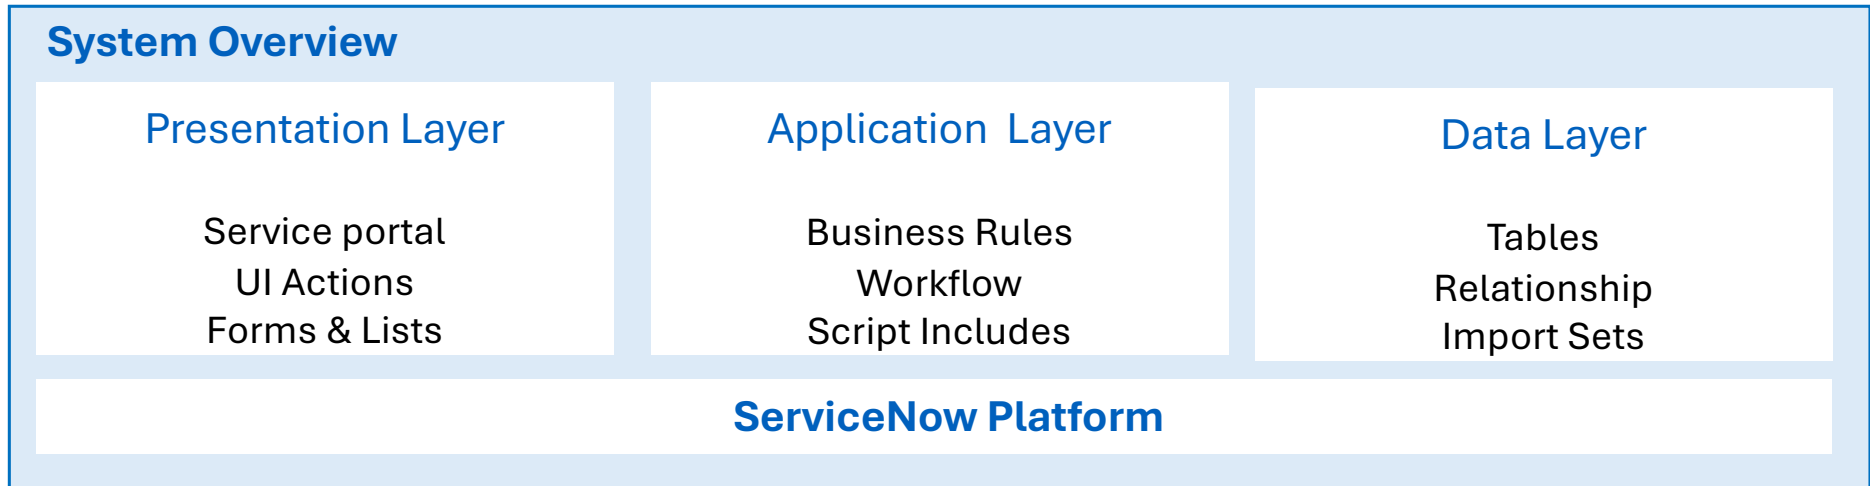 System Overview
Presentation Layer
Service portal
UI Actions
Forms & Lists
Application  Layer
Business Rules
Workflow
Script Includes
Data Layer
Tables
Relationship
Import Sets
ServiceNow Platform